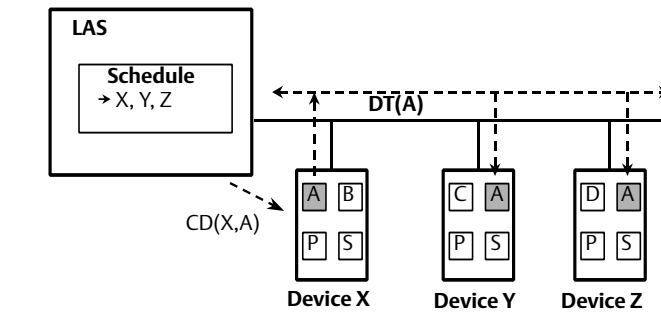 LAS
Schedule
X, Y, Z
DT(A)
A B C A D A
CD(X,A)
P S P S P S
Device X Device Y Device Z